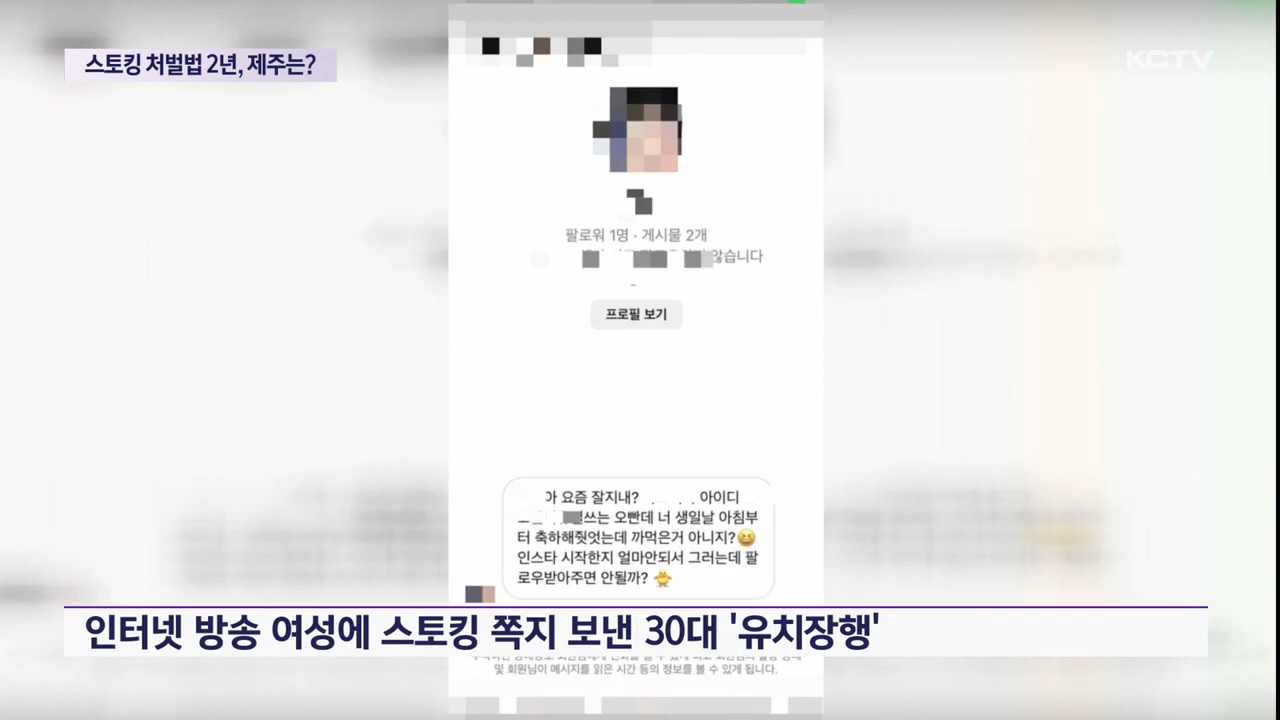 스토킹 처벌법 2년, 제주는?
KCTV
팔로워 1명 · 게시물 2개
않습니다
프로필 보기
아 요즘 잘지내? 아이디
쓰는 오빤데 너 생일날 아침부
터 축하해줫엇는데 까먹은거 아니지?😆
인스타 시작한지 얼마안되서 그러는데 팔
로우받아주면 안될까? 🐥
인터넷 방송 여성에 스토킹 쪽지 보낸 30대 '유치장행'
및 회원님이 메시지를 읽은 시간 등의 정보를 볼 수 있게 됩니다.